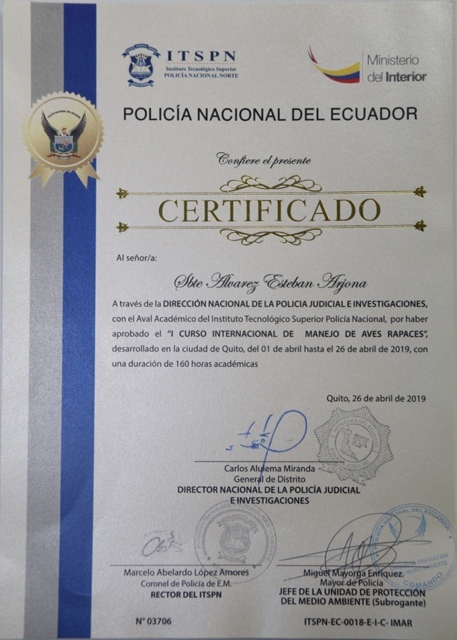 ITSPN
Instituto Tecnológico Superior
POLICÍA NACIONAL NORTE
Ministerio
del Interior
POLICÍA NACIONAL DEL ECUADOR
Confiere el presente
CERTIFICADO
Al señor/a:
Sbte Alvarez Esteban Arjona
A través de la DIRECCIÓN NACIONAL DE LA POLICIA JUDICIAL E INVESTIGACIONES,
con el Aval Académico del Instituto Tecnológico Superior Policía Nacional, por haber
aprobado el "I CURSO INTERNACIONAL DE MANEJO DE AVES RAPACES",
desarrollado en la ciudad de Quito, del 01 de abril hasta el 26 de abril de 2019, con
una duración de 160 horas académicas
Quito, 26 de abril de 2019
Carlos Alulema Miranda
General de Distrito
DIRECTOR NACIONAL DE LA POLICÍA JUDICIAL
E INVESTIGACIONES
Marcelo Abelardo López Amores
Coronel de Policía de E.M.
RECTOR DEL ITSPN
Miguel Mayorga Enríquez
Mayor de Policía
JEFE DE LA UNIDAD DE PROTECCIÓN
DEL MEDIO AMBIENTE (Subrogante)
COMANDO
N° 03706
ITSPN-EC-0018-E-I-C- IMAR